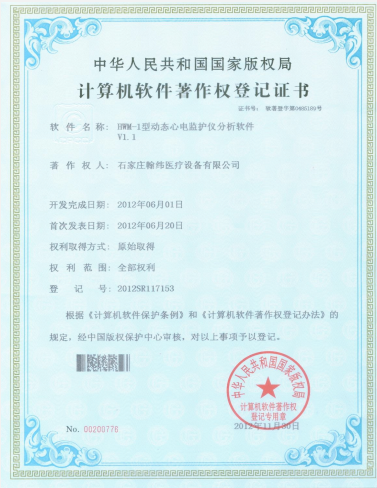 中华人民共和国国家版权局
计算机软件著作权登记证书
证书号： 软著登字第0485189号
软件名称： HWM-1型动态心电监护仪分析软件
V1.1
著作权人： 石家庄翰纬医疗设备有限公司
开发完成日期： 2012年06月01日
首次发表日期： 2012年06月20日
权利取得方式： 原始取得
权利范围： 全部权利
登记号： 2012SR117153
根据《计算机软件保护条例》和《计算机软件著作权登记办法》的
规定，经中国版权保护中心审核，对以上事项予以登记。
中华人民共和国国家版权局
计算机软件著作权
登记专用章
No. 00200776
2012年11月30日